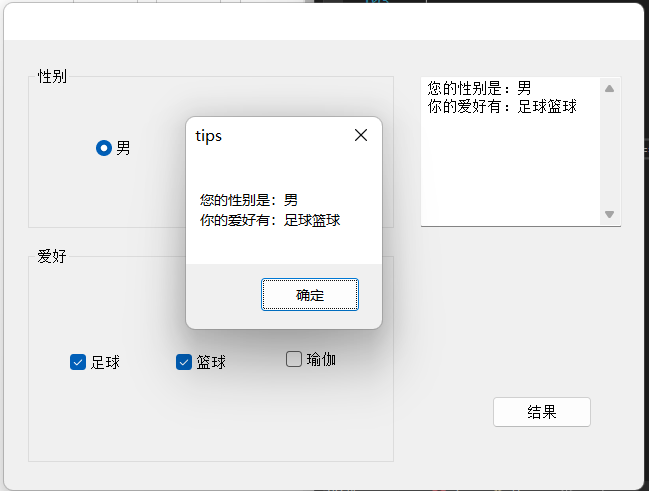 性别
男
您的性别是：男
你的爱好有：足球篮球
tips
您的性别是：男
你的爱好有：足球篮球
确定
爱好
足球
篮球
瑜伽
结果